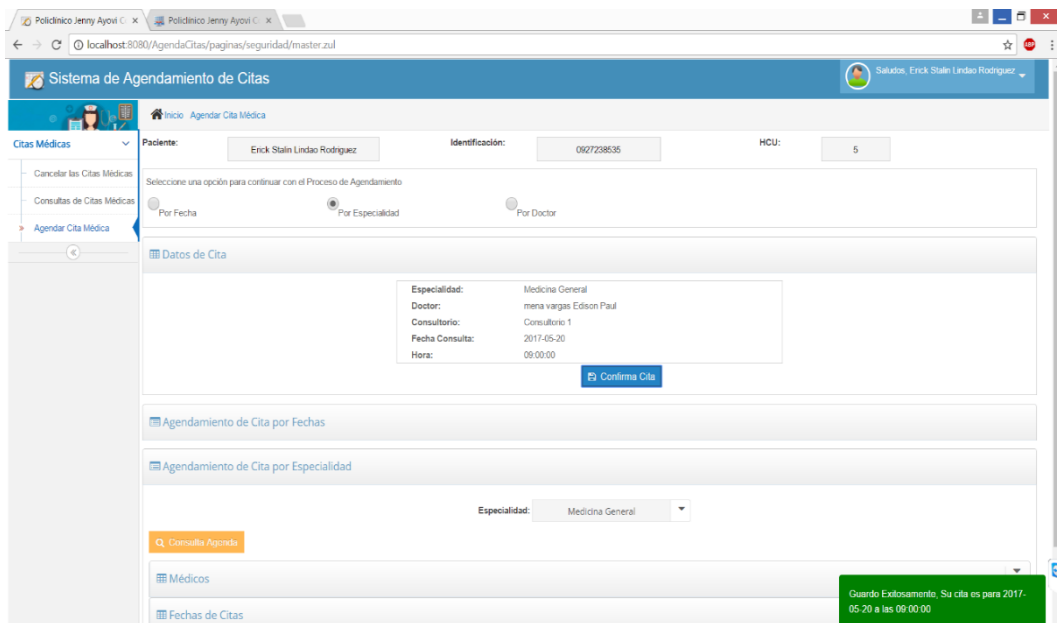 Policlínico Jenny Ayovi C
Policlínico Jenny Ayovi C
localhost:8080/AgendaCitas/paginas/seguridad/master.zul
ABP
Sistema de Agendamiento de Citas
Saludos, Erick Stalin Lindao Rodriguez
Inicio Agendar Cita Médica
Citas Médicas
Cancelar las Citas Médicas
Consultas de Citas Médicas
Agendar Cita Médica
Paciente: Erick Stalin Lindao Rodriguez Identificación: 0927238535 HCU: 5
Seleccione una opción para continuar con el Proceso de Agendamiento
Por Fecha Por Especialidad Por Doctor
Datos de Cita
Especialidad: Medicina General
Doctor: mena vargas Edison Paul
Consultorio: Consultorio 1
Fecha Consulta: 2017-05-20
Hora: 09:00:00
Confirma Cita
Agendamiento de Cita por Fechas
Agendamiento de Cita por Especialidad
Especialidad: Medicina General
Consulta Agenda
Médicos
Fechas de Citas
Guardo Exitosamente, Su cita es para 2017-
05-20 a las 09:00:00